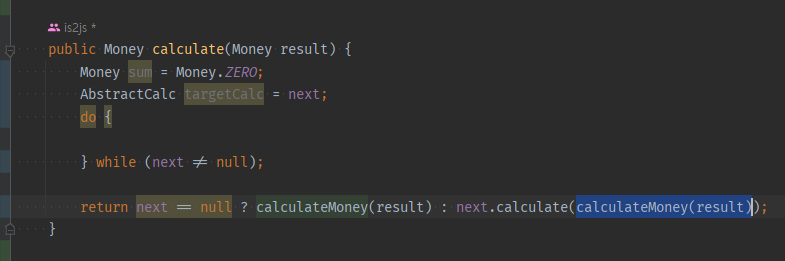 is2js *
public Money calculate(Money result) {
Money sum = Money.ZERO;
AbstractCalc targetCalc = next;
do {
} while (next ≠ null);
return next == null ? calculateMoney(result) : next.calculate(calculateMoney(result));
}